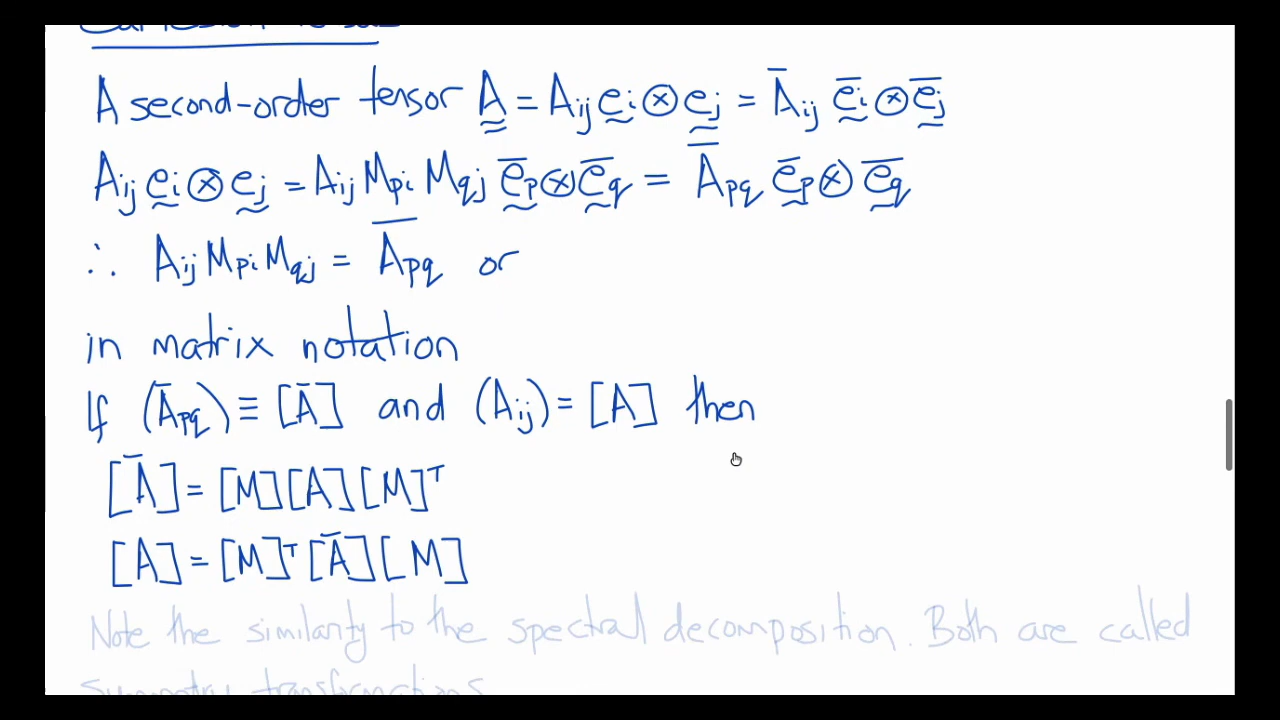 A second-order tensor A = Aij ei ⊗ ej = Āij ēi ⊗ ēj
Aij ei ⊗ ej = Aij Mpi Mqj ēp ⊗ ēq = Āpq ēp ⊗ ēq
∴ Aij Mpi Mqj = Āpq or
in matrix notation
If (Āpq) ≡ [Ā] and (Aij) = [A] then
[Ā] = [M][A][M]ᵀ
[A] = [M]ᵀ[Ā][M]
Note the similarity to the spectral decomposition. Both are called